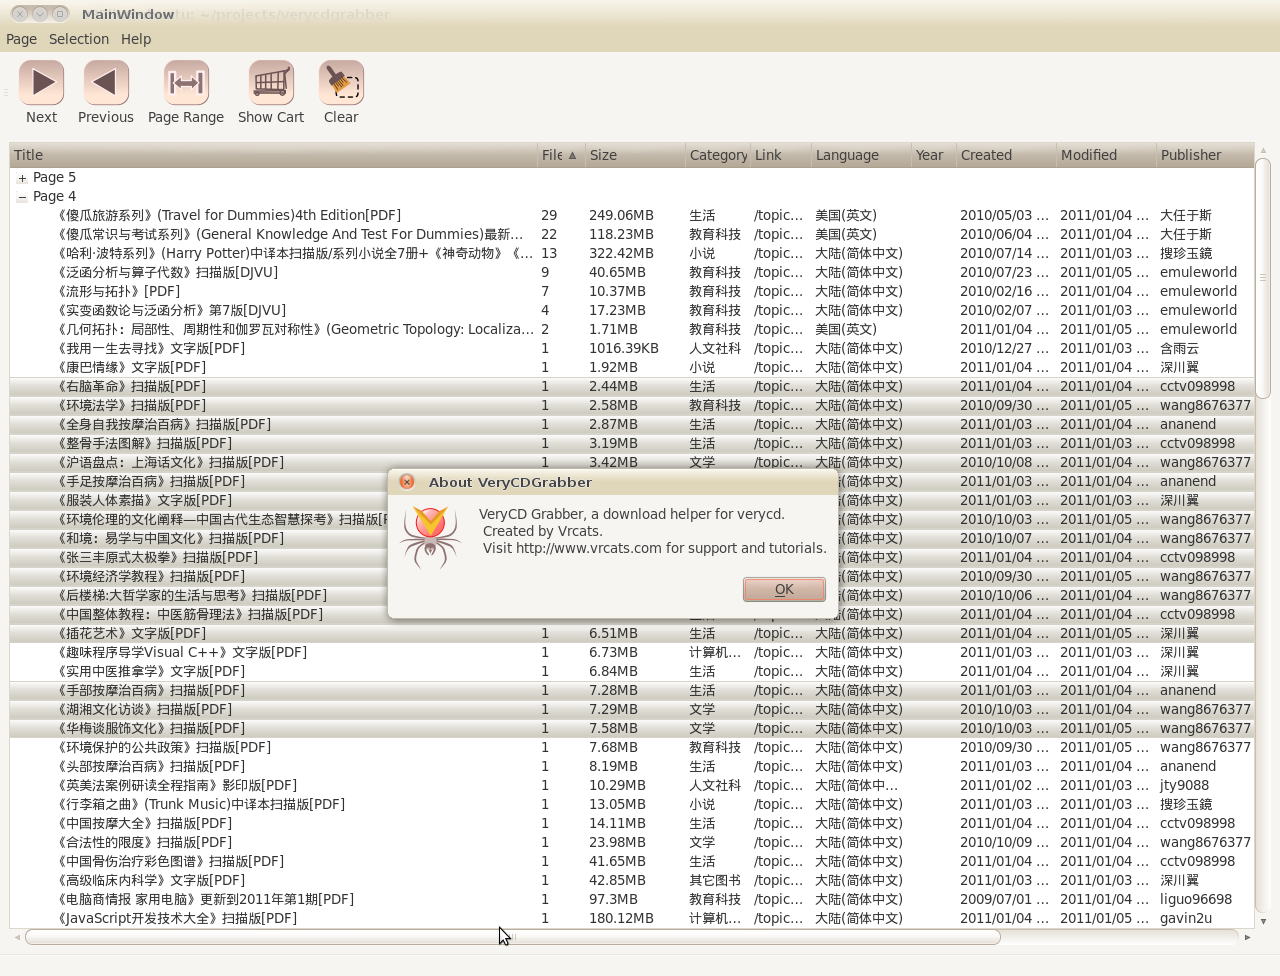 MainWindow tu: ~/projects/verycdgrabber
Page Selection Help
Next Previous Page Range Show Cart Clear
Title File Size Category Link Language Year Created Modified Publisher
Page 5
Page 4
《傻瓜旅游系列》(Travel for Dummies)4th Edition[PDF] 29 249.06MB 生活 /topic... 美国(英文) 2010/05/03 ... 2011/01/04 ... 大任于斯
《傻瓜常识与考试系列》(General Knowledge And Test For Dummies)最新... 22 118.23MB 教育科技 /topic... 美国(英文) 2010/06/04 ... 2011/01/04 ... 大任于斯
《哈利·波特系列》(Harry Potter)中译本扫描版/系列小说全7册+《神奇动物》《... 13 322.42MB 小说 /topic... 大陆(简体中文) 2010/07/14 ... 2011/01/03 ... 搜珍玉鏡
《泛函分析与算子代数》扫描版[DJVU] 9 40.65MB 教育科技 /topic... 大陆(简体中文) 2010/07/23 ... 2011/01/05 ... emuleworld
《流形与拓扑》[PDF] 7 10.37MB 教育科技 /topic... 大陆(简体中文) 2010/02/16 ... 2011/01/04 ... emuleworld
《实变函数论与泛函分析》第7版[DJVU] 4 17.23MB 教育科技 /topic... 大陆(简体中文) 2010/02/07 ... 2011/01/03 ... emuleworld
《几何拓扑：局部性、周期性和伽罗瓦对称性》(Geometric Topology: Localiza... 2 1.71MB 教育科技 /topic... 美国(英文) 2011/01/04 ... 2011/01/05 ... emuleworld
《我用一生去寻找》文字版[PDF] 1 1016.39KB 人文社科 /topic... 大陆(简体中文) 2010/12/27 ... 2011/01/03 ... 含雨云
《康巴情缘》文字版[PDF] 1 1.92MB 小说 /topic... 大陆(简体中文) 2011/01/04 ... 2011/01/04 ... 深川翼
《右脑革命》扫描版[PDF] 1 2.44MB 生活 /topic... 大陆(简体中文) 2011/01/04 ... 2011/01/04 ... cctv098998
《环境法学》扫描版[PDF] 1 2.58MB 教育科技 /topic... 大陆(简体中文) 2010/09/30 ... 2011/01/05 ... wang8676377
《全身自我按摩治百病》扫描版[PDF] 1 2.87MB 生活 /topic... 大陆(简体中文) 2011/01/03 ... 2011/01/04 ... ananend
《整骨手法图解》扫描版[PDF] 1 3.19MB 生活 /topic... 大陆(简体中文) 2011/01/03 ... 2011/01/03 ... cctv098998
《沪语盘点：上海话文化》扫描版[PDF] 1 3.42MB 文学 /topic... 大陆(简体中文) 2010/10/08 ... 2011/01/04 ... wang8676377
《手足按摩治百病》扫描版[PDF] 2011/01/03 ... 2011/01/04 ... ananend
《服装人体素描》文字版[PDF] 2011/01/03 ... 2011/01/03 ... 深川翼
《环境伦理的文化阐释—中国古代生态智慧探考》扫描版[P 2010/10/03 ... 2011/01/05 ... wang8676377
《和境：易学与中国文化》扫描版[PDF] 2010/10/07 ... 2011/01/04 ... wang8676377
《张三丰原式太极拳》扫描版[PDF] 2011/01/04 ... 2011/01/04 ... cctv098998
《环境经济学教程》扫描版[PDF] 2010/09/30 ... 2011/01/05 ... wang8676377
《后楼梯:大哲学家的生活与思考》扫描版[PDF] 2010/10/06 ... 2011/01/04 ... wang8676377
《中国整体教程：中医筋骨理法》扫描版[PDF] 2011/01/04 ... 2011/01/04 ... cctv098998
About VeryCDGrabber
VeryCD Grabber, a download helper for verycd.
Created by Vrcats.
Visit http://www.vrcats.com for support and tutorials.
OK
《插花艺术》文字版[PDF] 1 6.51MB 生活 /topic... 大陆(简体中文) 2011/01/04 ... 2011/01/05 ... 深川翼
《趣味程序导学Visual C++》文字版[PDF] 1 6.73MB 计算机... /topic... 大陆(简体中文) 2011/01/03 ... 2011/01/03 ... 深川翼
《实用中医推拿学》文字版[PDF] 1 6.84MB 生活 /topic... 大陆(简体中文) 2011/01/04 ... 2011/01/04 ... 深川翼
《手部按摩治百病》扫描版[PDF] 1 7.28MB 生活 /topic... 大陆(简体中文) 2011/01/03 ... 2011/01/04 ... ananend
《湖湘文化访谈》扫描版[PDF] 1 7.29MB 文学 /topic... 大陆(简体中文) 2010/10/03 ... 2011/01/04 ... wang8676377
《华梅谈服饰文化》扫描版[PDF] 1 7.58MB 文学 /topic... 大陆(简体中文) 2010/10/03 ... 2011/01/05 ... wang8676377
《环境保护的公共政策》扫描版[PDF] 1 7.68MB 教育科技 /topic... 大陆(简体中文) 2010/09/30 ... 2011/01/05 ... wang8676377
《头部按摩治百病》扫描版[PDF] 1 8.19MB 生活 /topic... 大陆(简体中文) 2011/01/03 ... 2011/01/04 ... ananend
《英美法案例研读全程指南》影印版[PDF] 1 10.29MB 人文社科 /topic... 大陆(简体中... 2011/01/02 ... 2011/01/03 ... jty9088
《行李箱之曲》(Trunk Music)中译本扫描版[PDF] 1 13.05MB 小说 /topic... 大陆(简体中文) 2011/01/03 ... 2011/01/03 ... 搜珍玉鏡
《中国按摩大全》扫描版[PDF] 1 14.11MB 生活 /topic... 大陆(简体中文) 2011/01/04 ... 2011/01/04 ... cctv098998
《合法性的限度》扫描版[PDF] 1 23.98MB 文学 /topic... 大陆(简体中文) 2010/10/09 ... 2011/01/04 ... wang8676377
《中国骨伤治疗彩色图谱》扫描版[PDF] 1 41.65MB 生活 /topic... 大陆(简体中文) 2011/01/04 ... 2011/01/04 ... cctv098998
《高级临床内科学》文字版[PDF] 1 42.85MB 其它图书 /topic... 大陆(简体中文) 2011/01/04 ... 2011/01/03 ... 深川翼
《电脑商情报 家用电脑》更新到2011年第1期[PDF] 1 97.3MB 教育科技 /topic... 大陆(简体中文) 2009/07/01 ... 2011/01/04 ... liguo96698
《JavaScript开发技术大全》扫描版[PDF] 1 180.12MB 计算机... /topic... 大陆(简体中文) 2011/01/04 ... 2011/01/05 ... gavin2u